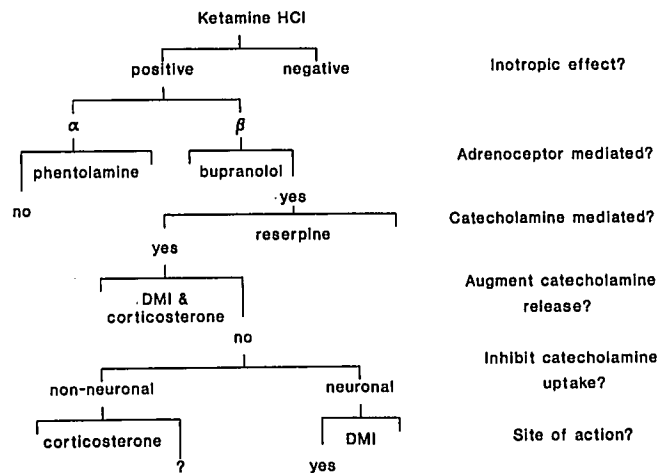 Ketamine HCl
positive negative Inotropic effect?
α β
phentolamine bupranolol Adrenoceptor mediated?
no yes
reserpine Catecholamine mediated?
yes
DMI & Augment catecholamine
corticosterone release?
no
Inhibit catecholamine
non-neuronal neuronal uptake?
corticosterone DMI Site of action?
? yes